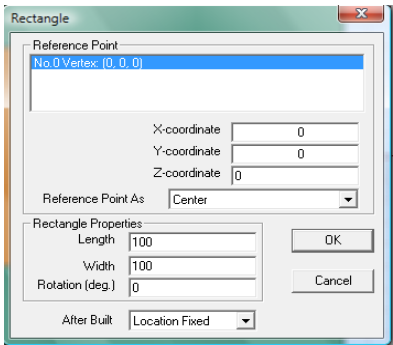 Rectangle
Reference Point
No.0 Vertex: (0, 0, 0)
X-coordinate 0
Y-coordinate 0
Z-coordinate 0
Reference Point As Center
Rectangle Properties
Length 100
Width 100
Rotation (deg.) 0
OK
Cancel
After Built Location Fixed